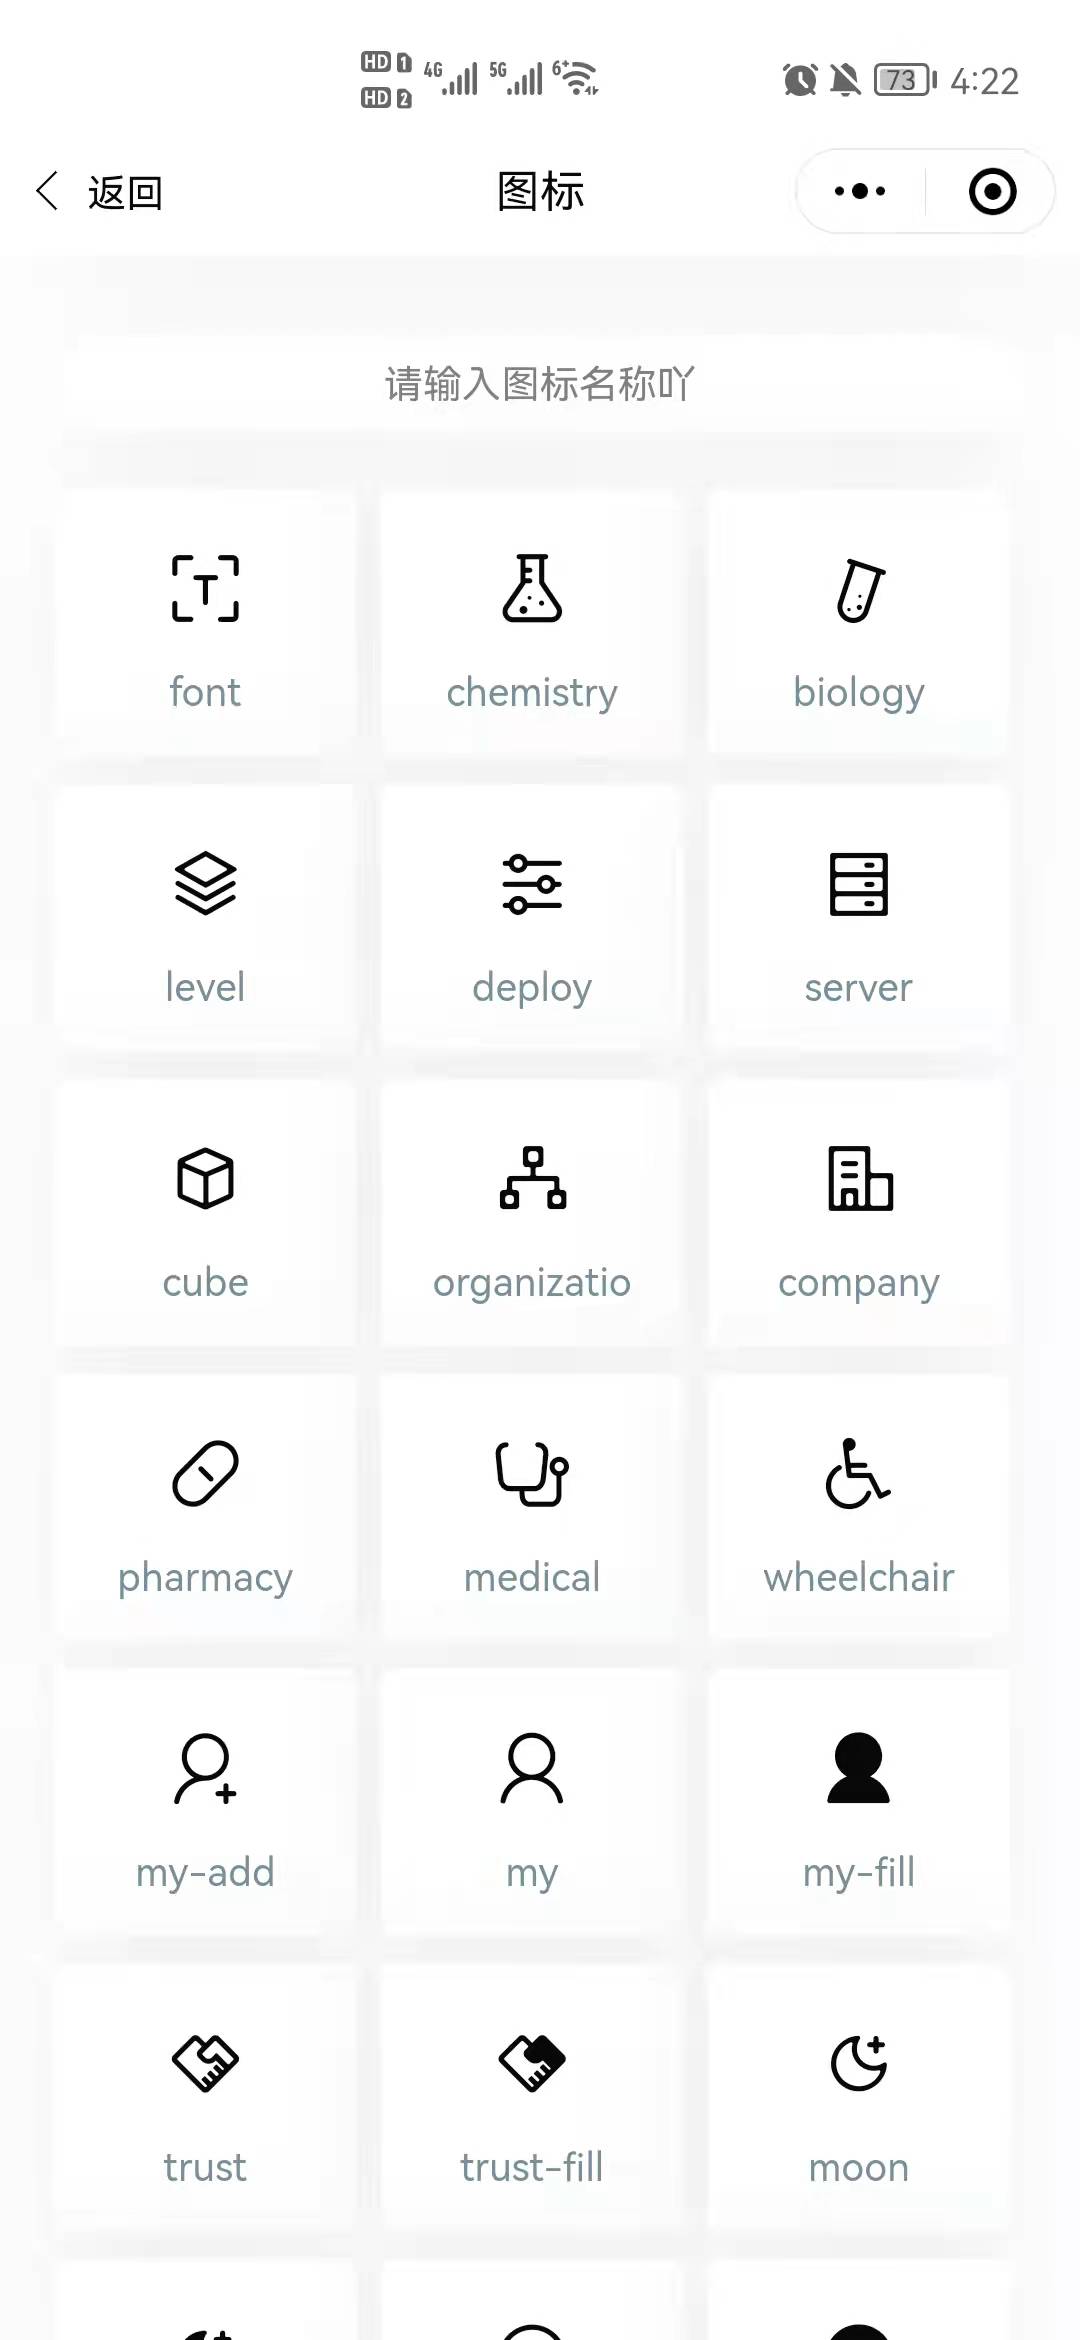 HD 1 4G 5G 6+
HD 2
73 4:22
返回 图标
请输入图标名称吖
font chemistry biology
level deploy server
cube organizatio company
pharmacy medical wheelchair
my-add my my-fill
trust trust-fill moon